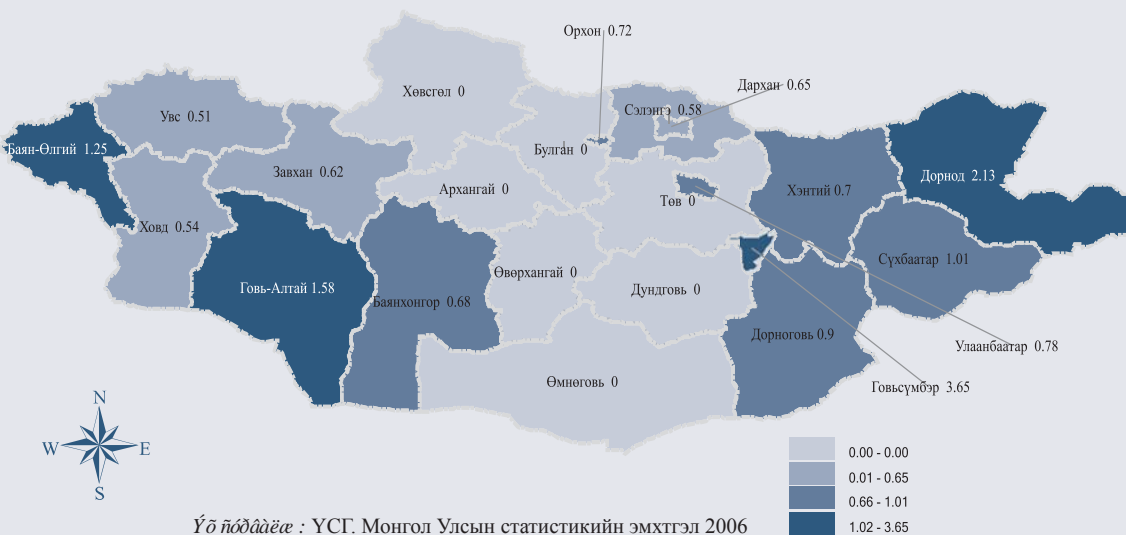 Орхон 0.72
Хөвсгөл 0
Дархан 0.65
Сэлэнгэ 0.58
Увс 0.51
Баян-Өлгий 1.25
Булган 0
Завхан 0.62
Архангай 0
Төв 0
Хэнтий 0.7
Дорнод 2.13
Ховд 0.54
Сүхбаатар 1.01
Өвөрхангай 0
Говь-Алтай 1.58
Дундговь 0
Баянхонгор 0.68
Дорноговь 0.9
Улаанбаатар 0.78
Өмнөговь 0
Говьсүмбэр 3.65
N
W E
S
0.00 - 0.00
0.01 - 0.65
0.66 - 1.01
1.02 - 3.65
Ýõ ñóðâàëæ : ҮСГ. Монгол Улсын статистикийн эмхтгэл 2006